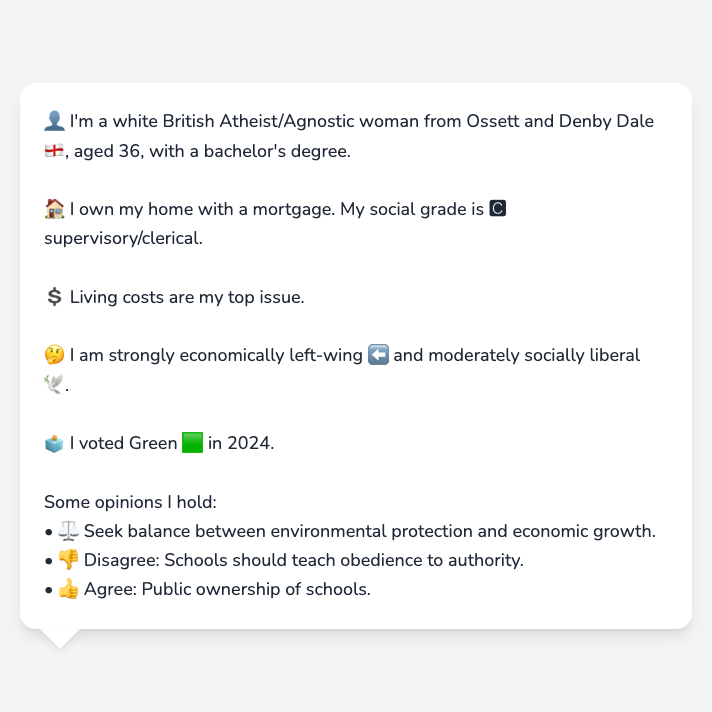 👤 I'm a white British Atheist/Agnostic woman from Ossett and Denby Dale
🏴󠁧󠁢󠁥󠁮󠁧󠁿, aged 36, with a bachelor's degree.
🏠 I own my home with a mortgage. My social grade is C
supervisory/clerical.
💲 Living costs are my top issue.
🤔 I am strongly economically left-wing ⬅️ and moderately socially liberal
🕊️.
🗳️ I voted Green 🟩 in 2024.
Some opinions I hold:
• ⚖️ Seek balance between environmental protection and economic growth.
• 👎 Disagree: Schools should teach obedience to authority.
• 👍 Agree: Public ownership of schools.